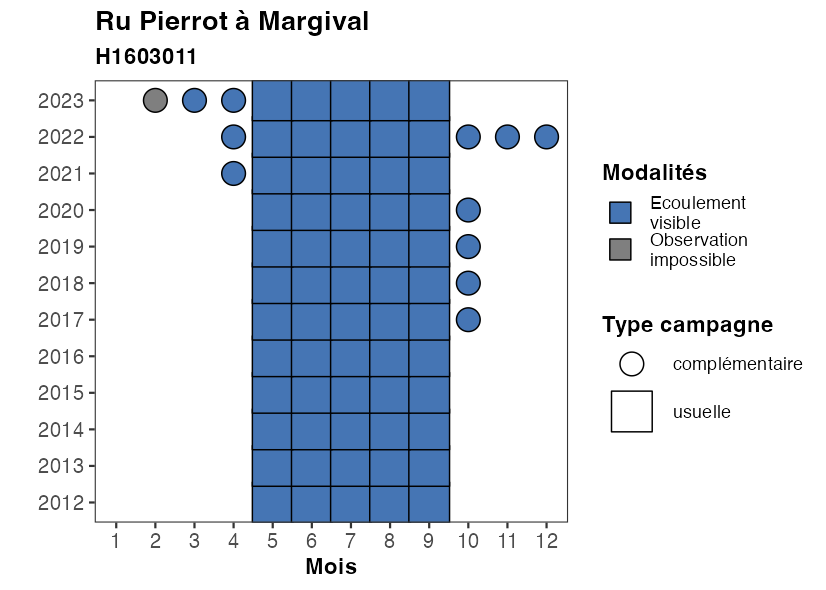 Ru Pierrot à Margival
H1603011
2023
2022
2021
2020
2019
2018
2017
2016
2015
2014
2013
2012
1 2 3 4 5 6 7 8 9 10 11 12
Mois
Modalités
Ecoulement
visible
Observation
impossible
Type campagne
complémentaire
usuelle